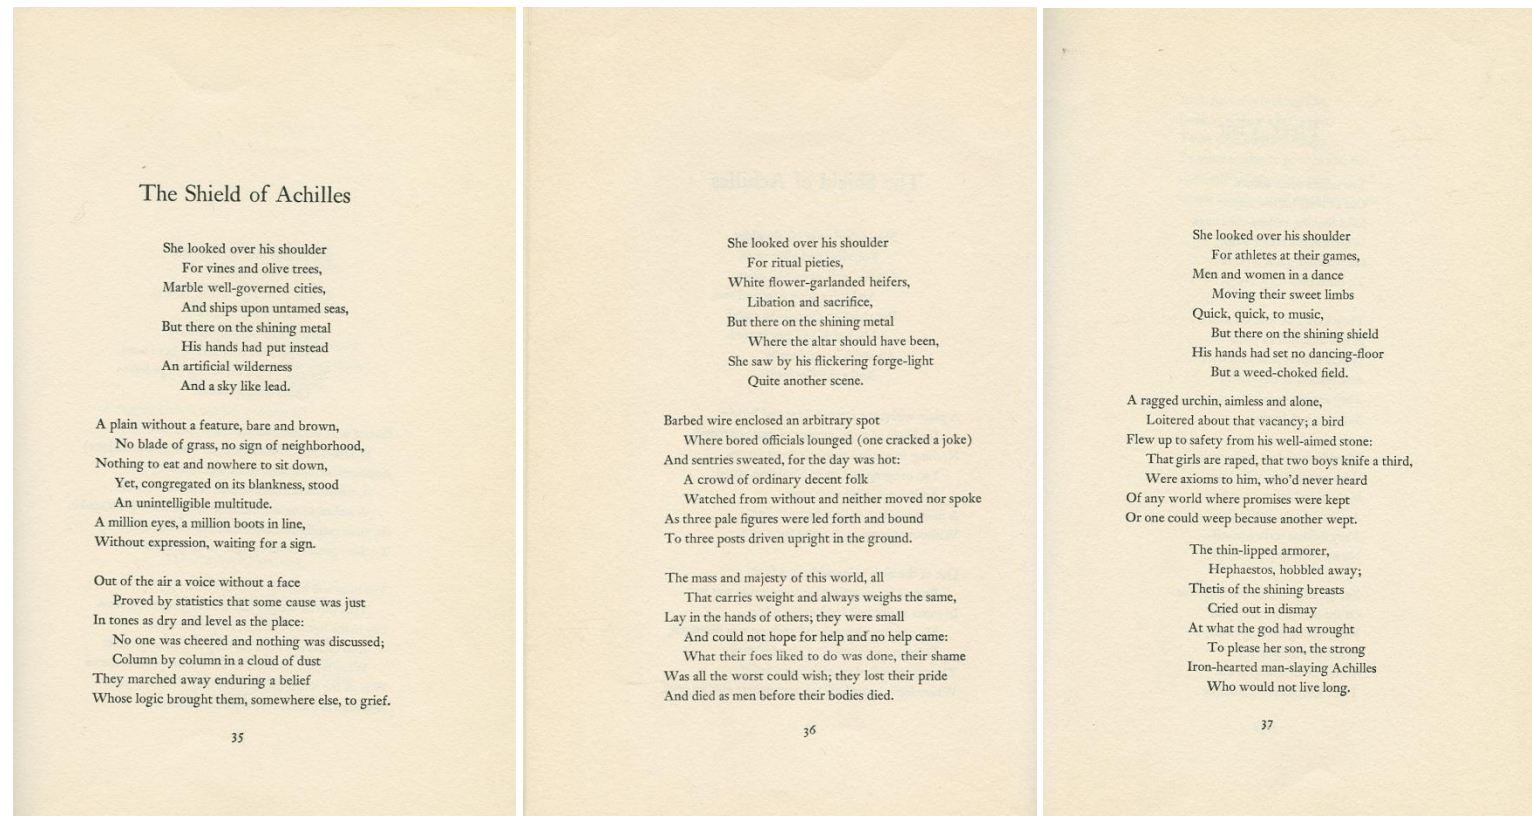 The Shield of Achilles
She looked over his shoulder
For vines and olive trees,
Marble well-governed cities,
And ships upon untamed seas,
But there on the shining metal
His hands had put instead
An artificial wilderness
And a sky like lead.
A plain without a feature, bare and brown,
No blade of grass, no sign of neighborhood,
Nothing to eat and nowhere to sit down,
Yet, congregated on its blankness, stood
An unintelligible multitude.
A million eyes, a million boots in line,
Without expression, waiting for a sign.
Out of the air a voice without a face
Proved by statistics that some cause was just
In tones as dry and level as the place:
No one was cheered and nothing was discussed;
Column by column in a cloud of dust
They marched away enduring a belief
Whose logic brought them, somewhere else, to grief.
35
She looked over his shoulder
For ritual pieties,
White flower-garlanded heifers,
Libation and sacrifice,
But there on the shining metal
Where the altar should have been,
She saw by his flickering forge-light
Quite another scene.
Barbed wire enclosed an arbitrary spot
Where bored officials lounged (one cracked a joke)
And sentries sweated, for the day was hot:
A crowd of ordinary decent folk
Watched from without and neither moved nor spoke
As three pale figures were led forth and bound
To three posts driven upright in the ground.
The mass and majesty of this world, all
That carries weight and always weighs the same,
Lay in the hands of others; they were small
And could not hope for help and no help came:
What their foes liked to do was done, their shame
Was all the worst could wish; they lost their pride
And died as men before their bodies died.
36
She looked over his shoulder
For athletes at their games,
Men and women in a dance
Moving their sweet limbs
Quick, quick, to music,
But there on the shining shield
His hands had set no dancing-floor
But a weed-choked field.
A ragged urchin, aimless and alone,
Loitered about that vacancy; a bird
Flew up to safety from his well-aimed stone:
That girls are raped, that two boys knife a third,
Were axioms to him, who'd never heard
Of any world where promises were kept
Or one could weep because another wept.
The thin-lipped armorer,
Hephaestos, hobbled away;
Thetis of the shining breasts
Cried out in dismay
At what the god had wrought
To please her son, the strong
Iron-hearted man-slaying Achilles
Who would not live long.
37